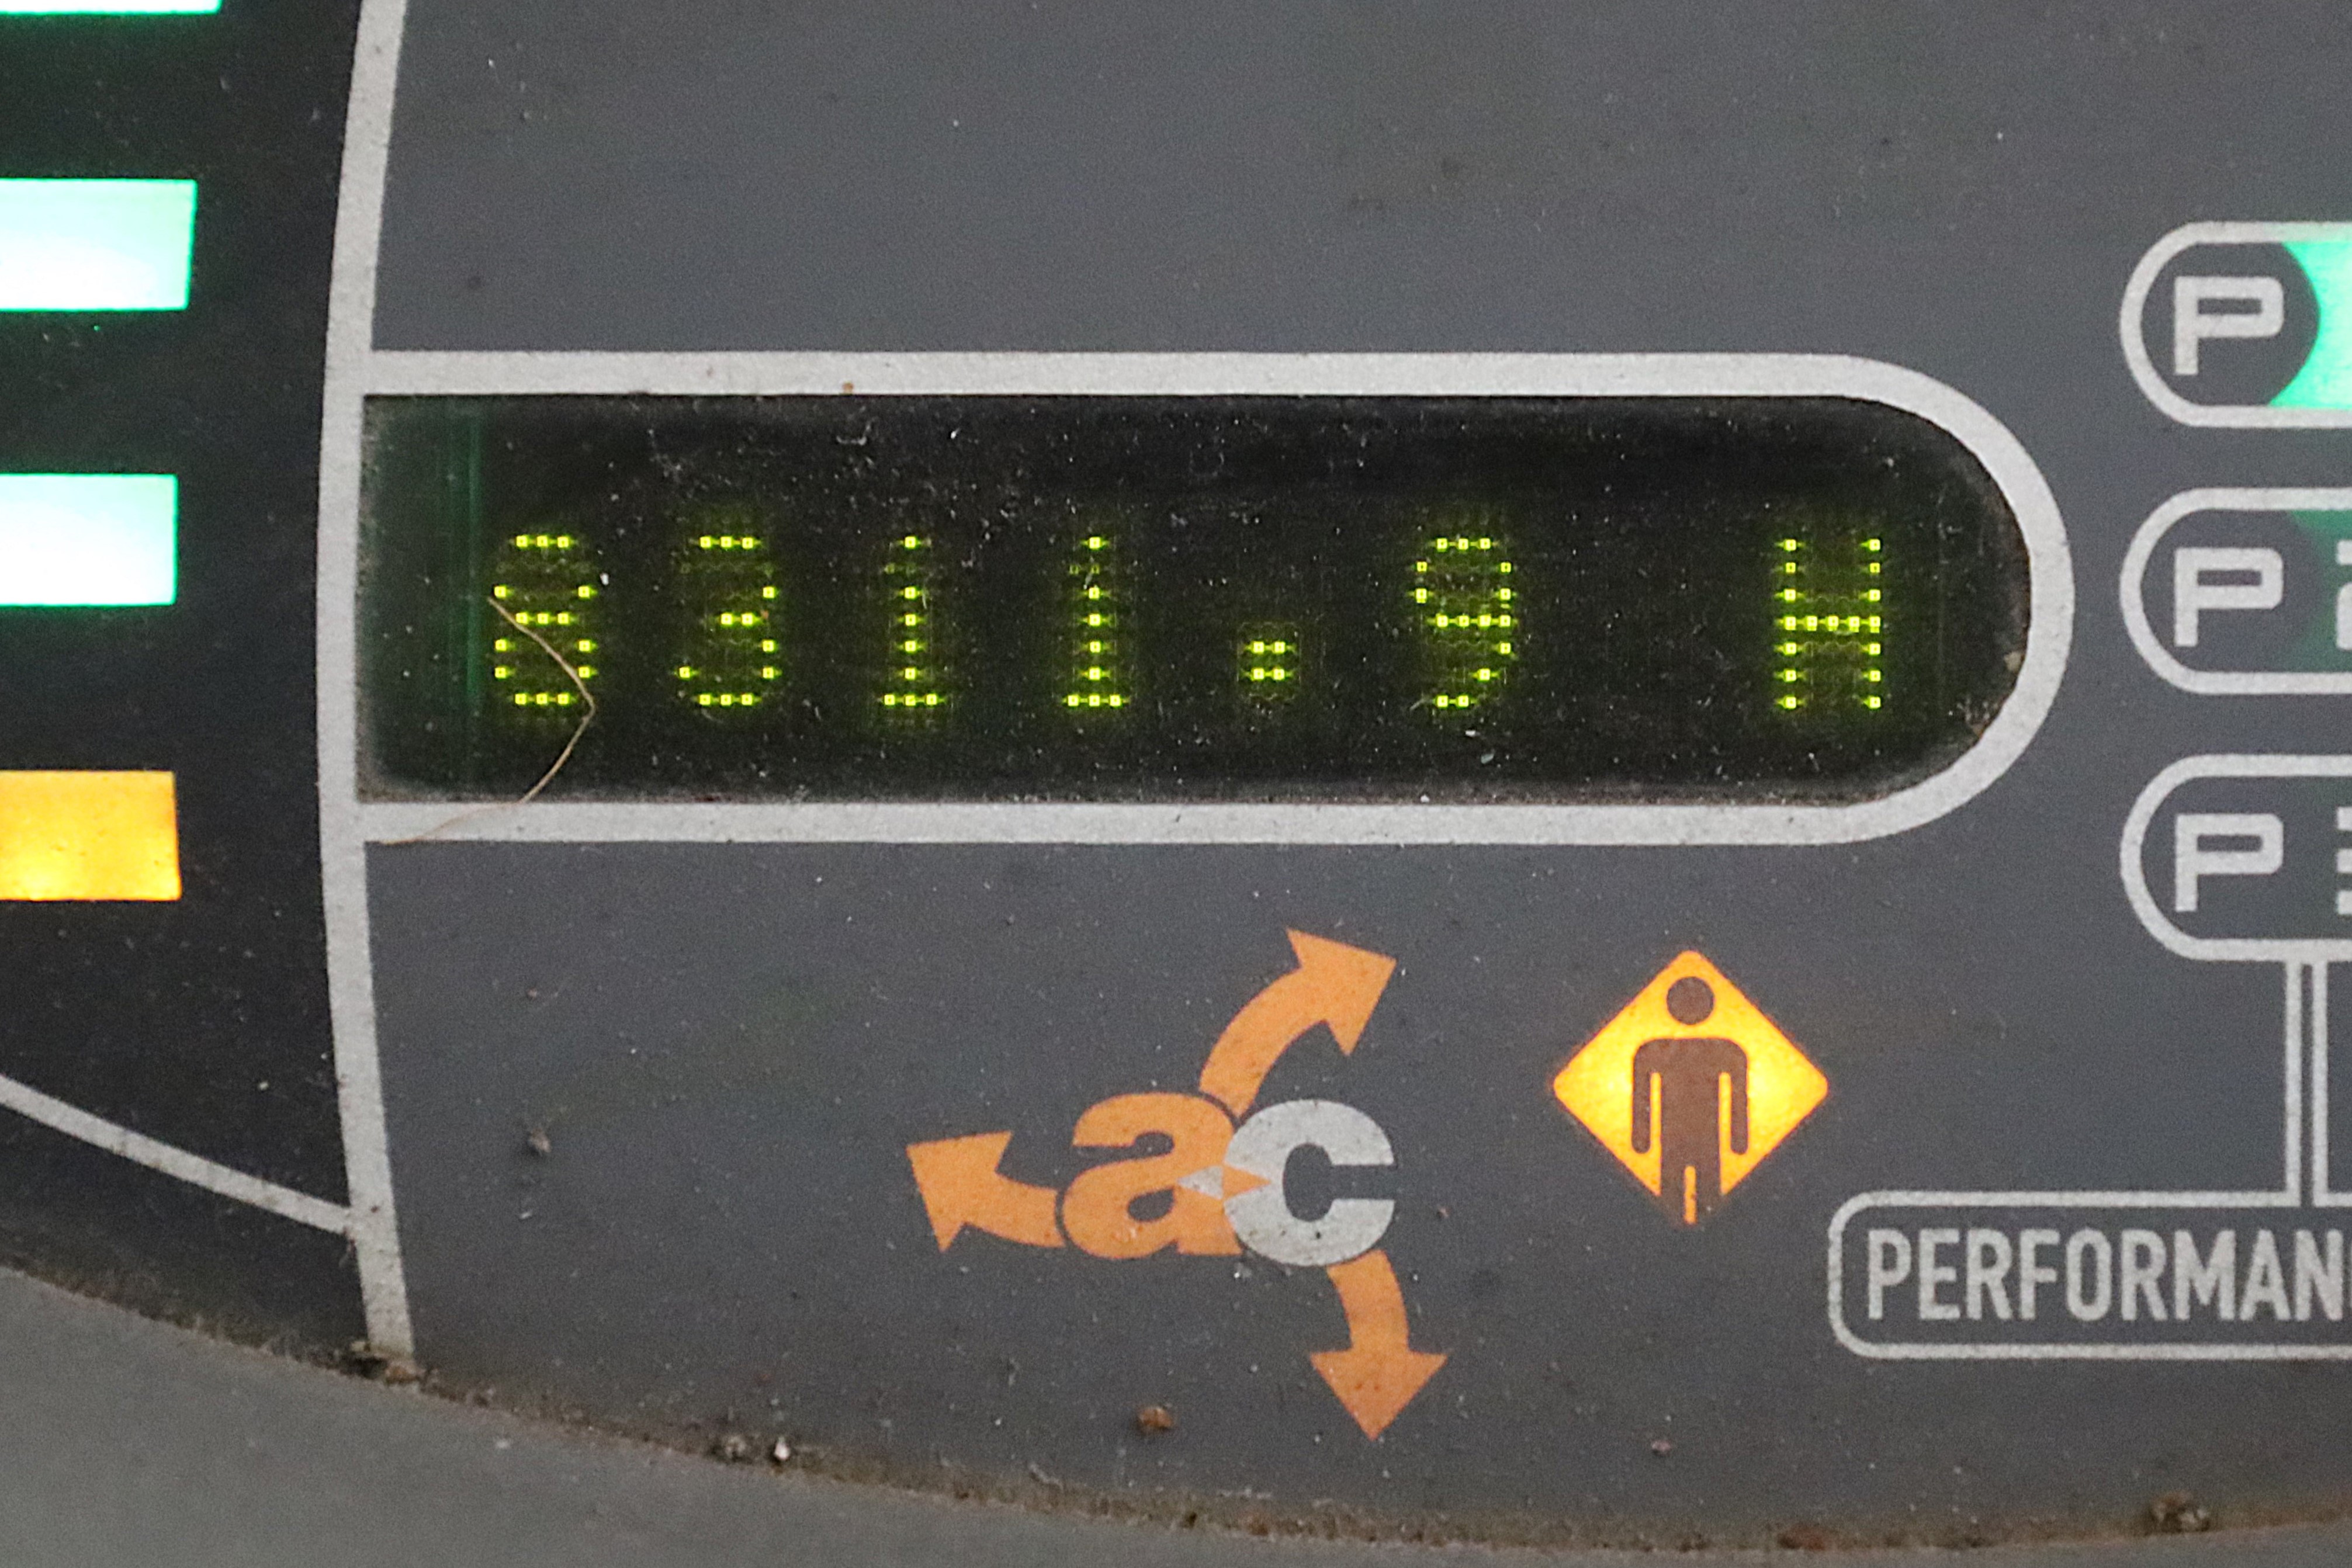 P
8311.9 H
P
P
ac
PERFORMAN